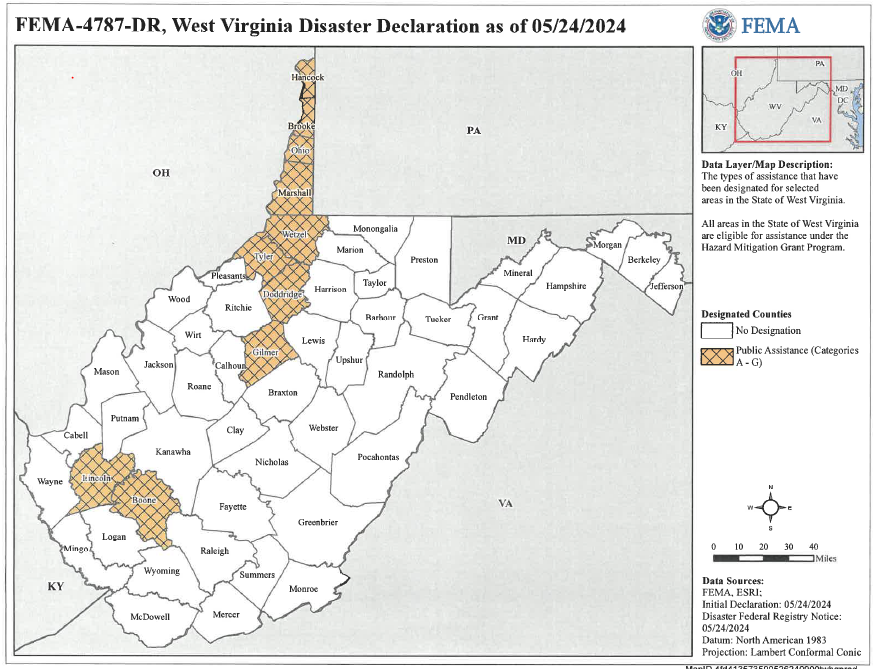 FEMA-4787-DR, West Virginia Disaster Declaration as of 05/24/2024
FEMA
Hancock
Brooke
Ohio
Marshall
Wetzel
Tyler
Doddridge
Gilmer
Lincoln
Boone
OH
PA
MD
VA
KY
Monongalia
Marion
Preston
Pleasants
Wood
Ritchie
Harrison
Taylor
Barbour
Tucker
Grant
Mineral
Hampshire
Morgan
Berkeley
Jefferson
Hardy
Wirt
Calhoun
Lewis
Upshur
Randolph
Pendleton
Mason
Jackson
Roane
Braxton
Putnam
Cabell
Kanawha
Clay
Webster
Nicholas
Pocahontas
Wayne
Fayette
Greenbrier
Logan
Mingo
Raleigh
Wyoming
Summers
Monroe
McDowell
Mercer
OH
PA
WV
MD
DC
VA
KY
Data Layer/Map Description:
The types of assistance that have
been designated for selected
areas in the State of West Virginia.
All areas in the State of West Virginia
are eligible for assistance under the
Hazard Mitigation Grant Program.
Designated Counties
No Designation
Public Assistance (Categories
A - G)
N
W
E
S
0 10 20 30 40
Miles
Data Sources:
FEMA, ESRI;
Initial Declaration: 05/24/2024
Disaster Federal Registry Notice:
05/24/2024
Datum: North American 1983
Projection: Lambert Conformal Conic